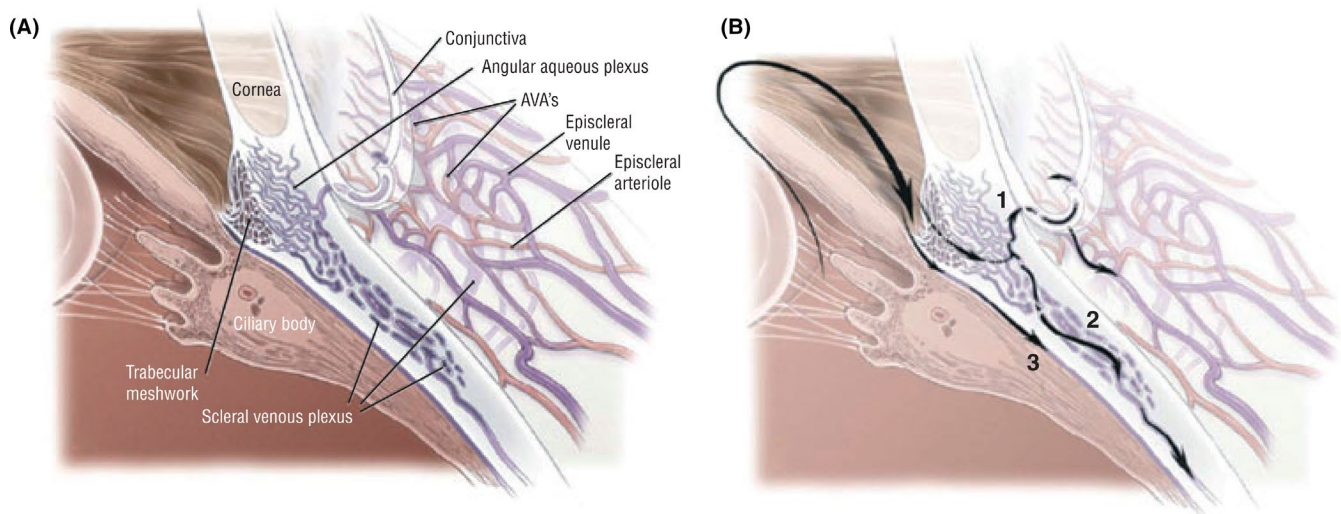 (A)
Conjunctiva
Angular aqueous plexus
Cornea
AVA's
Episcleral
venule
Episcleral
arteriole
Ciliary body
Trabecular
meshwork
Scleral venous plexus
(B)
1
2
3